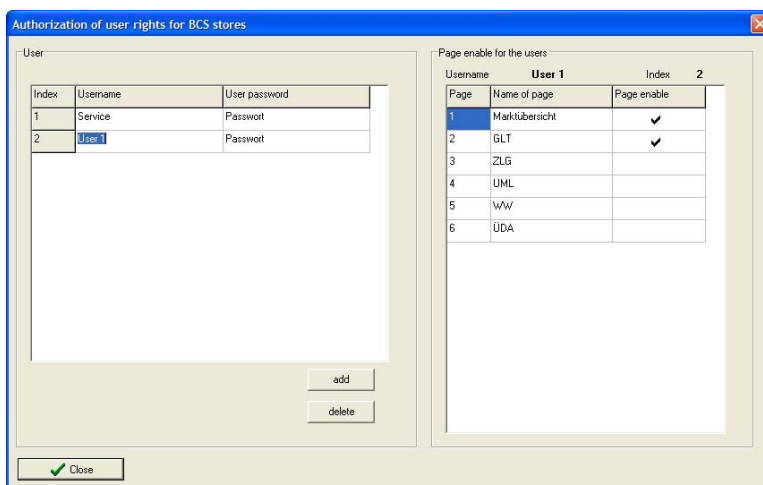 Authorization of user rights for BCS stores
User
Index Username User password
1 Service Passwort
2 User 1 Passwort
add
delete
Page enable for the users
Username User 1 Index 2
Page Name of page Page enable
1 Marktübersicht ✓
2 GLT ✓
3 ZLG
4 UML
5 WW
6 ÜDA
Close